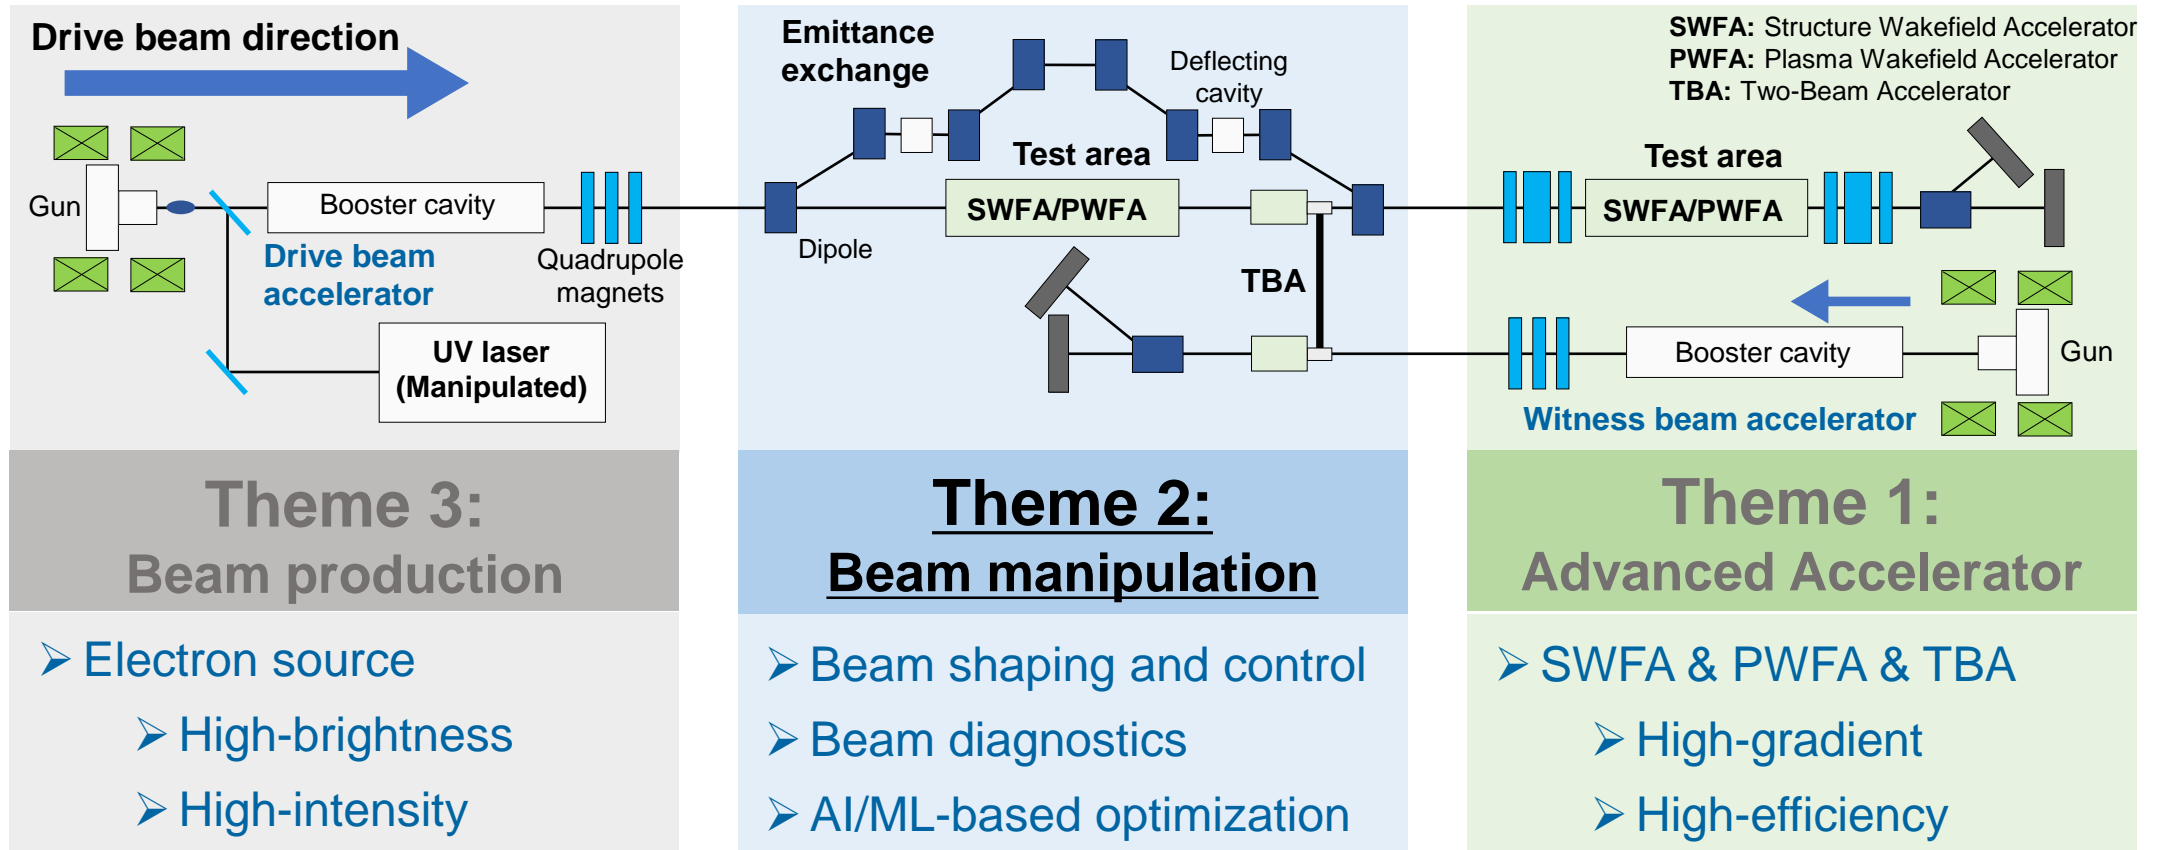 Drive beam direction
Gun
Booster cavity
Drive beam
accelerator
Quadrupole
magnets
UV laser
(Manipulated)
Theme 3:
Beam production
➢ Electron source
➢ High-brightness
➢ High-intensity
Emittance
exchange
Deflecting
cavity
Test area
SWFA/PWFA
Dipole
TBA
Theme 2:
Beam manipulation
➢ Beam shaping and control
➢ Beam diagnostics
➢ AI/ML-based optimization
SWFA: Structure Wakefield Accelerator
PWFA: Plasma Wakefield Accelerator
TBA: Two-Beam Accelerator
Test area
SWFA/PWFA
Booster cavity
Gun
Witness beam accelerator
Theme 1:
Advanced Accelerator
➢ SWFA & PWFA & TBA
➢ High-gradient
➢ High-efficiency